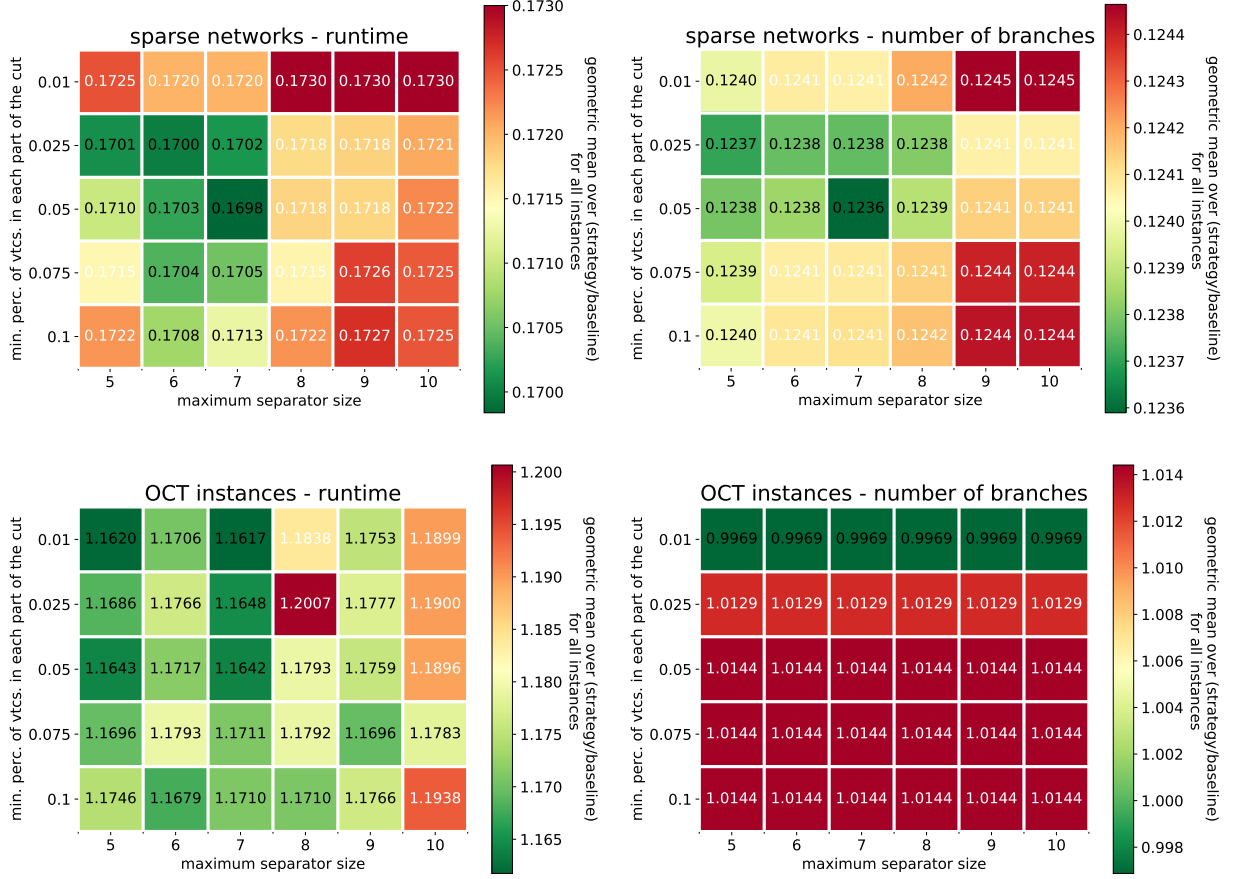 sparse networks - runtime
min. perc. of vtcs. in each part of the cut
0.01 0.1725 0.1720 0.1720 0.1730 0.1730 0.1730
0.025 0.1701 0.1700 0.1702 0.1718 0.1718 0.1721
0.05 0.1710 0.1703 0.1698 0.1718 0.1718 0.1722
0.075 0.1715 0.1704 0.1705 0.1715 0.1726 0.1725
0.1 0.1722 0.1708 0.1713 0.1722 0.1727 0.1725
5 6 7 8 9 10
maximum separator size
0.1730
0.1725
0.1720
0.1715
0.1710
0.1705
0.1700
geometric mean over (strategy/baseline)
for all instances
sparse networks - number of branches
min. perc. of vtcs. in each part of the cut
0.01 0.1240 0.1241 0.1241 0.1242 0.1245 0.1245
0.025 0.1237 0.1238 0.1238 0.1238 0.1241 0.1241
0.05 0.1238 0.1238 0.1236 0.1239 0.1241 0.1241
0.075 0.1239 0.1241 0.1241 0.1241 0.1244 0.1244
0.1 0.1240 0.1241 0.1241 0.1242 0.1244 0.1244
5 6 7 8 9 10
maximum separator size
0.1244
0.1243
0.1242
0.1241
0.1240
0.1239
0.1238
0.1237
0.1236
geometric mean over (strategy/baseline)
for all instances
OCT instances - runtime
min. perc. of vtcs. in each part of the cut
0.01 1.1620 1.1706 1.1617 1.1838 1.1753 1.1899
0.025 1.1686 1.1766 1.1648 1.2007 1.1777 1.1900
0.05 1.1643 1.1717 1.1642 1.1793 1.1759 1.1896
0.075 1.1696 1.1793 1.1711 1.1792 1.1696 1.1783
0.1 1.1746 1.1679 1.1710 1.1710 1.1766 1.1938
5 6 7 8 9 10
maximum separator size
1.200
1.195
1.190
1.185
1.180
1.175
1.170
1.165
geometric mean over (strategy/baseline)
for all instances
OCT instances - number of branches
min. perc. of vtcs. in each part of the cut
0.01 0.9969 0.9969 0.9969 0.9969 0.9969 0.9969
0.025 1.0129 1.0129 1.0129 1.0129 1.0129 1.0129
0.05 1.0144 1.0144 1.0144 1.0144 1.0144 1.0144
0.075 1.0144 1.0144 1.0144 1.0144 1.0144 1.0144
0.1 1.0144 1.0144 1.0144 1.0144 1.0144 1.0144
5 6 7 8 9 10
maximum separator size
1.014
1.012
1.010
1.008
1.006
1.004
1.002
1.000
0.998
geometric mean over (strategy/baseline)
for all instances